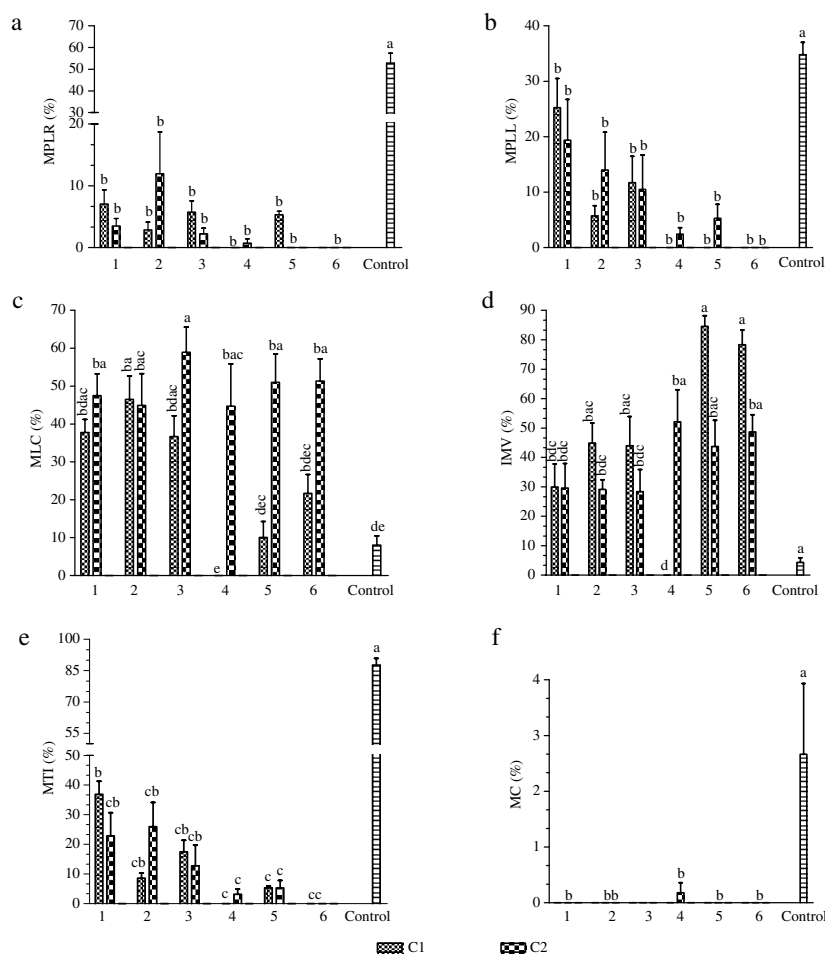 a
MPLR (%)
60
50
40
30
20
10
0
b b b b b b b b b b b a
1 2 3 4 5 6 Control
b
MPLL (%)
40
30
20
10
0
b b b b b b b b b b b b a
1 2 3 4 5 6 Control
c
MLC (%)
70
60
50
40
30
20
10
0
bdac ba ba bac bdac a e bac dec ba bdec ba de
1 2 3 4 5 6 Control
d
IMV (%)
90
80
70
60
50
40
30
20
10
0
bdc bdc bac bdc bac bdc d ba a bac a ba a
1 2 3 4 5 6 Control
e
MTI (%)
100
85
70
55
50
40
30
20
10
0
b cb cb cb cb cb c c c c cc a
1 2 3 4 5 6 Control
f
MC (%)
4
3
2
1
0
b bb b b b a
1 2 3 4 5 6 Control
C1 C2